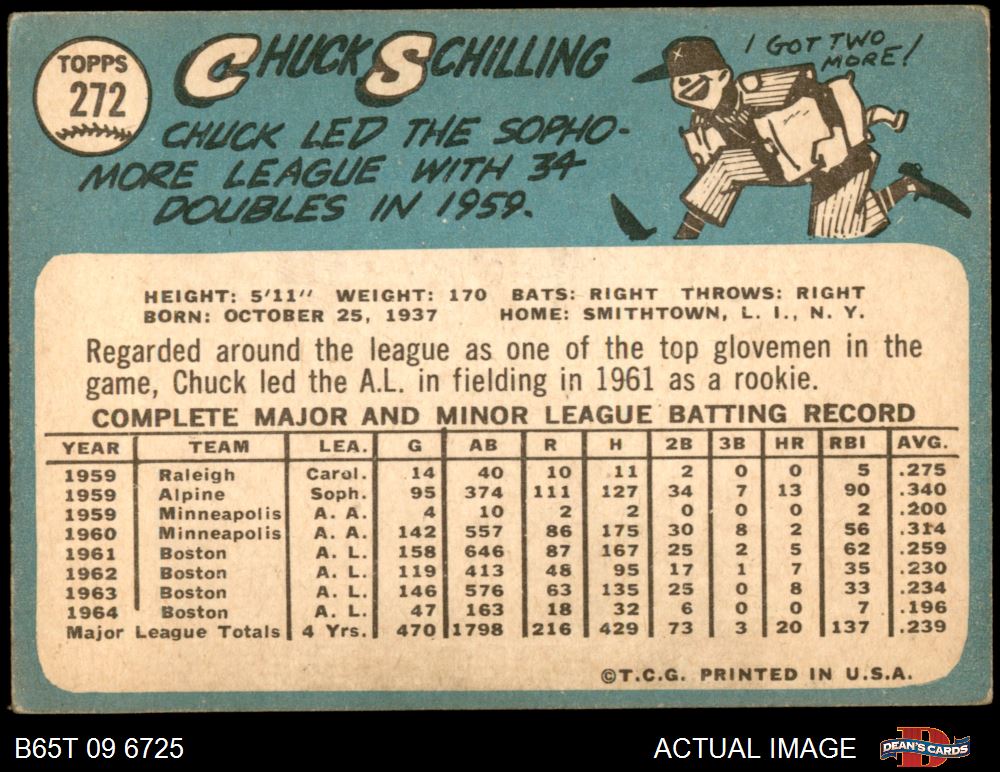 TOPPS
272
CHUCK SCHILLING
I GOT TWO
MORE!
CHUCK LED THE SOPHO-
MORE LEAGUE WITH 34
DOUBLES IN 1959.
HEIGHT: 5'11" WEIGHT: 170 BATS: RIGHT THROWS: RIGHT
BORN: OCTOBER 25, 1937 HOME: SMITHTOWN, L. I., N. Y.
Regarded around the league as one of the top glovemen in the
game, Chuck led the A.L. in fielding in 1961 as a rookie.
COMPLETE MAJOR AND MINOR LEAGUE BATTING RECORD
YEAR TEAM LEA. G AB R H 2B 3B HR RBI AVG.
1959 Raleigh Carol. 14 40 10 11 2 0 0 5 .275
1959 Alpine Soph. 95 374 111 127 34 7 13 90 .340
1959 Minneapolis A. A. 4 10 2 2 0 0 0 2 .200
1960 Minneapolis A. A. 142 557 86 175 30 8 2 56 .314
1961 Boston A. L. 158 646 87 167 25 2 5 62 .259
1962 Boston A. L. 119 413 48 95 17 1 7 35 .230
1963 Boston A. L. 146 576 63 135 25 0 8 33 .234
1964 Boston A. L. 47 163 18 32 6 0 0 7 .196
Major League Totals 4 Yrs. 470 1798 216 429 73 3 20 137 .239
©T.C.G. PRINTED IN U.S.A.
B65T 09 6725 ACTUAL IMAGE DEAN'S CARDS